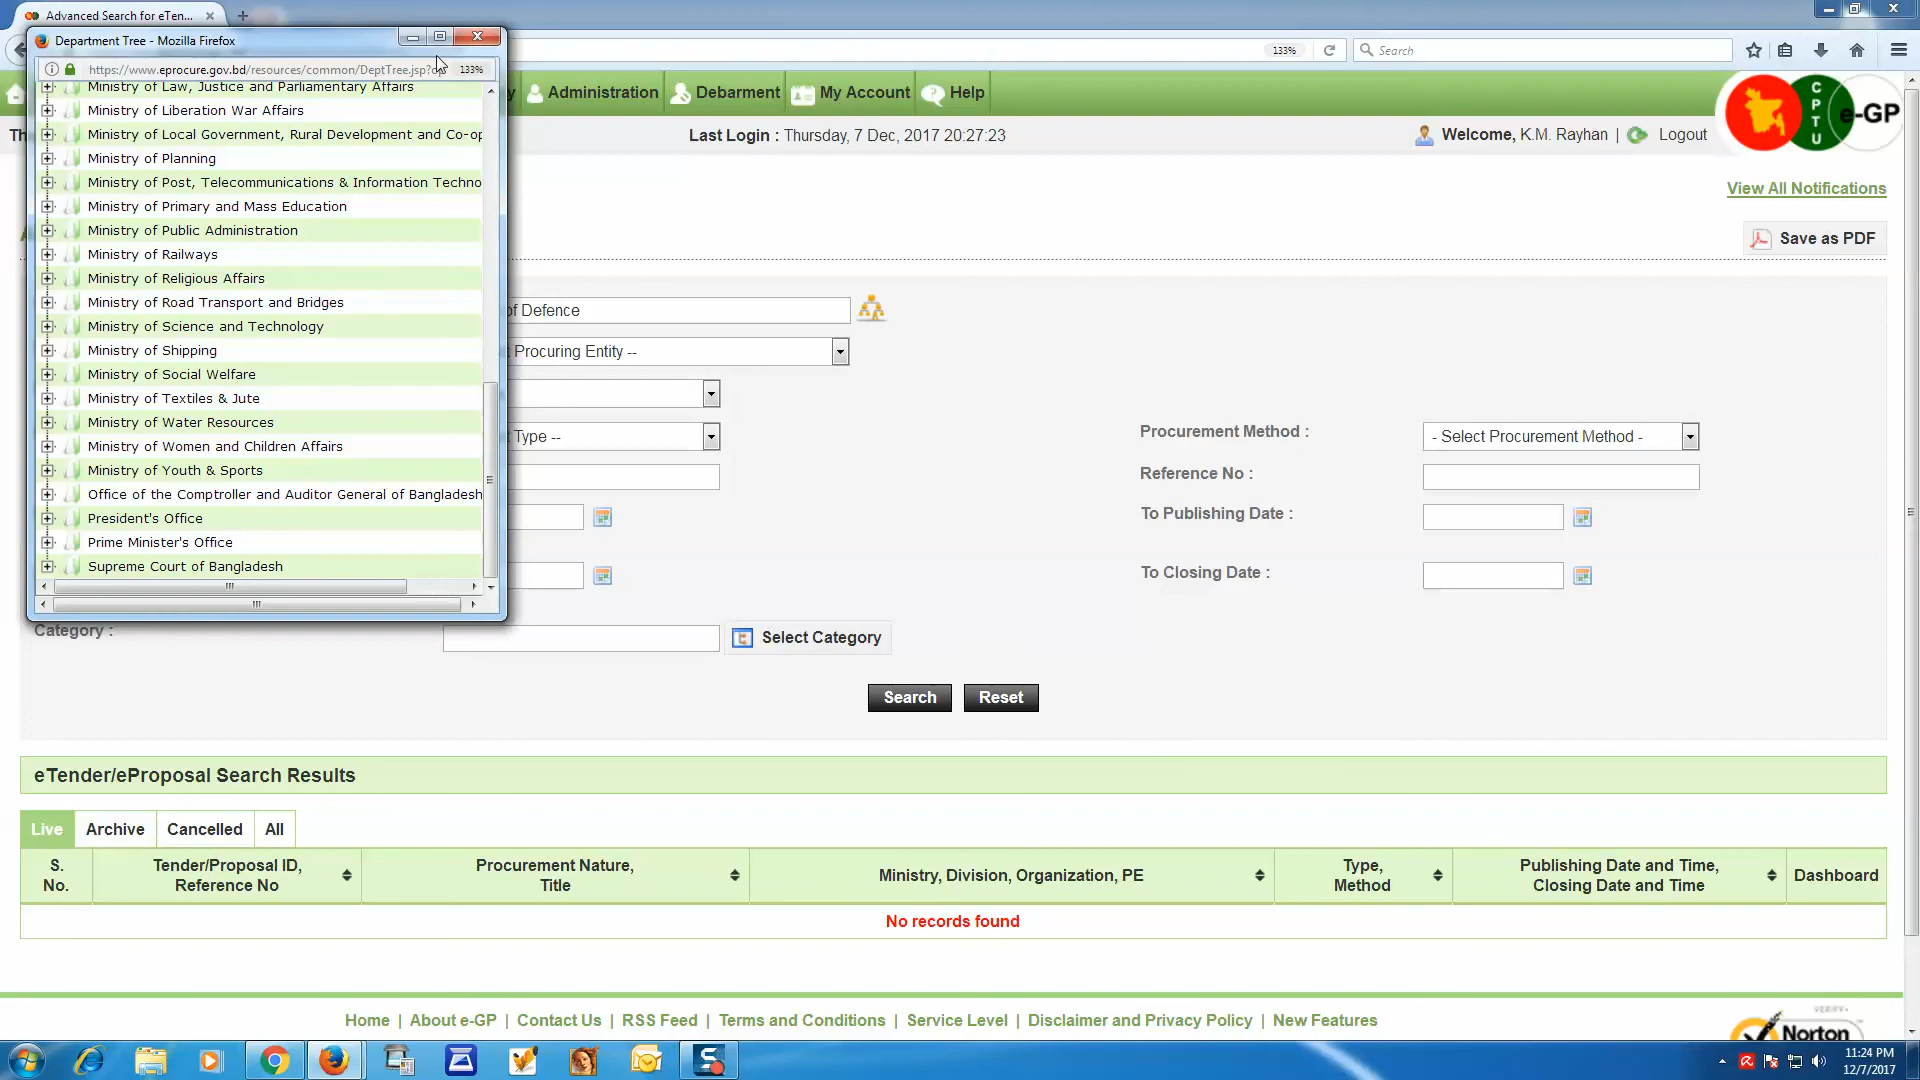 Advanced Search for eTen...
Department Tree - Mozilla Firefox
133%
Search
https://www.eprocure.gov.bd/resources/common/DeptTree.jsp?
133%
Administration
Debarment
My Account
Help
Last Login : Thursday, 7 Dec, 2017 20:27:23
Welcome, K.M. Rayhan |
Logout
CPTU
e-GP
View All Notifications
Save as PDF
Ministry of Law, Justice and Parliamentary Affairs
Ministry of Liberation War Affairs
Ministry of Local Government, Rural Development and Co-op
Ministry of Planning
Ministry of Post, Telecommunications & Information Techno
Ministry of Primary and Mass Education
Ministry of Public Administration
Ministry of Railways
Ministry of Religious Affairs
Ministry of Road Transport and Bridges
Ministry of Science and Technology
Ministry of Shipping
Ministry of Social Welfare
Ministry of Textiles & Jute
Ministry of Water Resources
Ministry of Women and Children Affairs
Ministry of Youth & Sports
Office of the Comptroller and Auditor General of Bangladesh
President's Office
Prime Minister's Office
Supreme Court of Bangladesh
of Defence
Procuring Entity --
Type --
Procurement Method :
- Select Procurement Method -
Reference No :
To Publishing Date :
To Closing Date :
Category :
Select Category
Search
Reset
eTender/eProposal Search Results
Live
Archive
Cancelled
All
S. No.
Tender/Proposal ID, Reference No
Procurement Nature, Title
Ministry, Division, Organization, PE
Type, Method
Publishing Date and Time, Closing Date and Time
Dashboard
No records found
Home | About e-GP | Contact Us | RSS Feed | Terms and Conditions | Service Level | Disclaimer and Privacy Policy | New Features
Norton
11:24 PM
12/7/2017